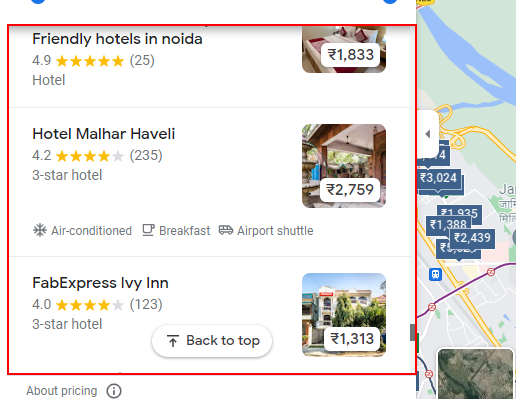 Friendly hotels in noida
4.9 ★★★★★ (25)
Hotel
₹1,833
Hotel Malhar Haveli
4.2 ★★★★★ (235)
3-star hotel
₹2,759
Air-conditioned Breakfast Airport shuttle
FabExpress Ivy Inn
4.0 ★★★★★ (123)
3-star hotel
₹1,313
Back to top
About pricing
₹3,024
₹1,935
₹1,388
₹2,439